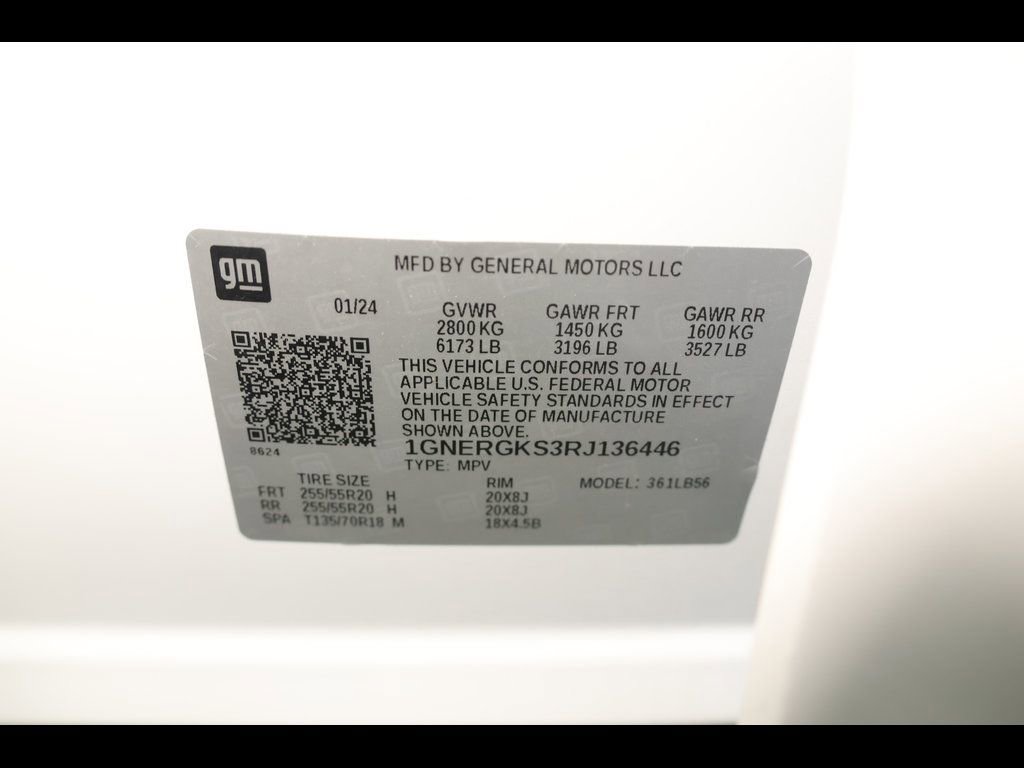 gm
MFD BY GENERAL MOTORS LLC
01/24 GVWR GAWR FRT GAWR RR
2800 KG 1450 KG 1600 KG
6173 LB 3196 LB 3527 LB
THIS VEHICLE CONFORMS TO ALL
APPLICABLE U.S. FEDERAL MOTOR
VEHICLE SAFETY STANDARDS IN EFFECT
ON THE DATE OF MANUFACTURE
SHOWN ABOVE.
8624
1GNERGKS3RJ136446
TYPE: MPV
TIRE SIZE RIM MODEL: 361LB56
FRT 255/55R20 H 20X8J
RR 255/55R20 H 20X8J
SPA T135/70R18 M 18X4.5B